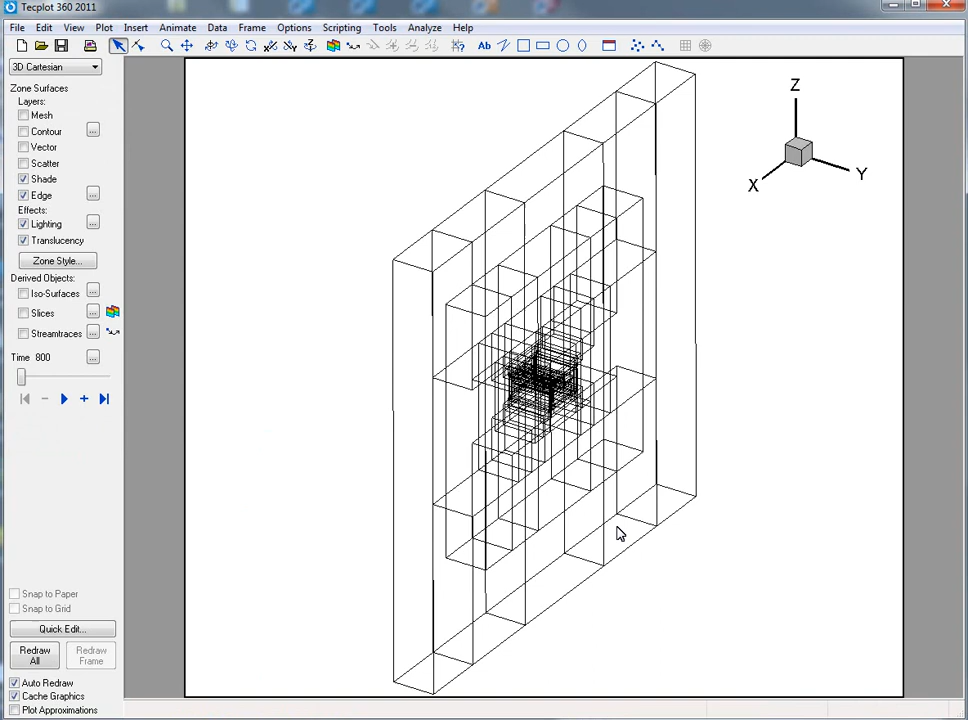 Tecplot 360 2011
File Edit View Plot Insert Animate Data Frame Options Scripting Tools Analyze Help
Ab
3D Cartesian
Zone Surfaces
Layers:
Mesh
Contour ...
Vector
Scatter
Shade
Edge ...
Effects:
Lighting ...
Translucency
Zone Style...
Derived Objects:
Iso-Surfaces ...
Slices ...
Streamtraces ...
Time 800 ...
Snap to Paper
Snap to Grid
Quick Edit...
Redraw All
Redraw Frame
Auto Redraw
Cache Graphics
Plot Approximations
Z
X
Y